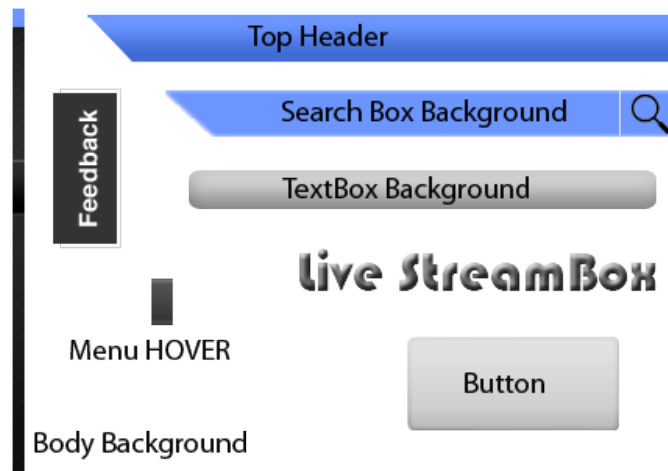 Top Header
Search Box Background
Feedback
TextBox Background
Live StreamBox
Menu HOVER
Button
Body Background